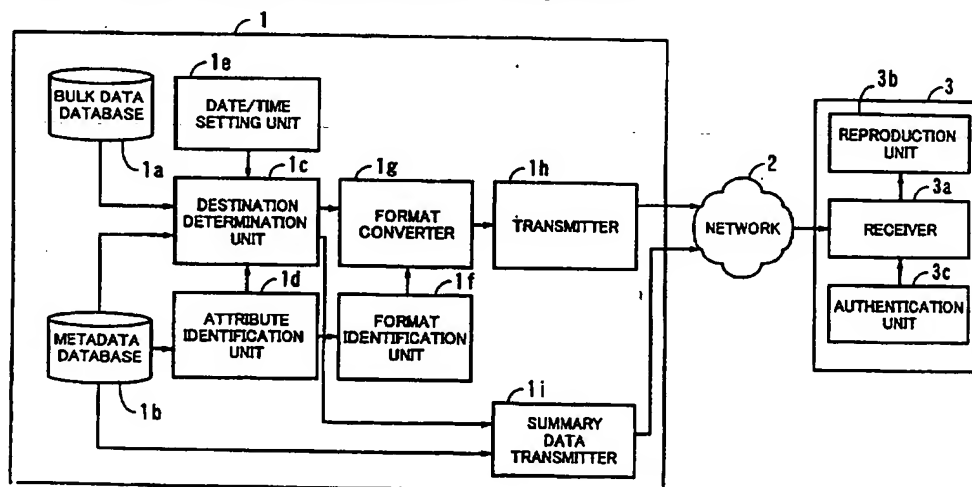 1
1e
3
BULK DATA
DATABASE
DATE/TIME
SETTING UNIT
3b
REPRODUCTION
UNIT
1a
1c
1g
1h
2
3a
DESTINATION
DETERMINATION
UNIT
FORMAT
CONVERTER
TRANSMITTER
NETWORK
RECEIVER
1d
1f
3c
METADATA
DATABASE
ATTRIBUTE
IDENTIFICATION
UNIT
FORMAT
IDENTIFICATION
UNIT
AUTHENTICATION
UNIT
1b
1i
SUMMARY
DATA
TRANSMITTER